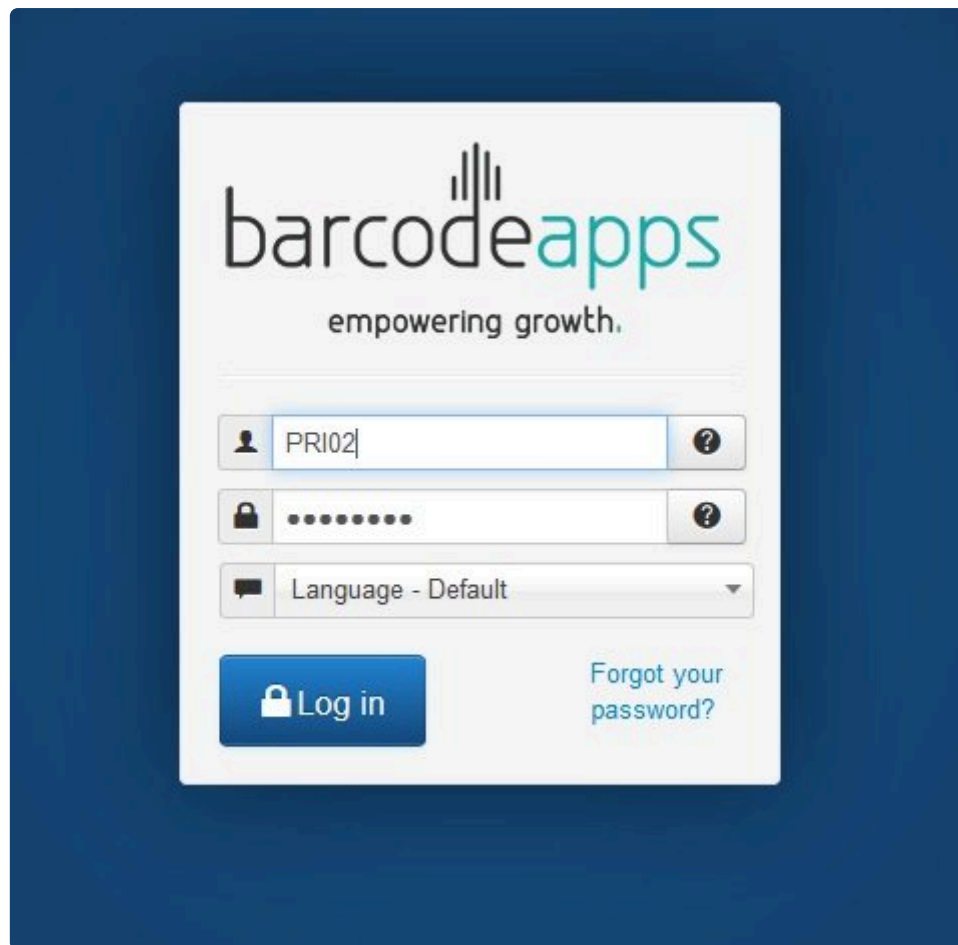 barcodeapps
empowering growth.
PRI02
Language - Default
Log in
Forgot your
password?